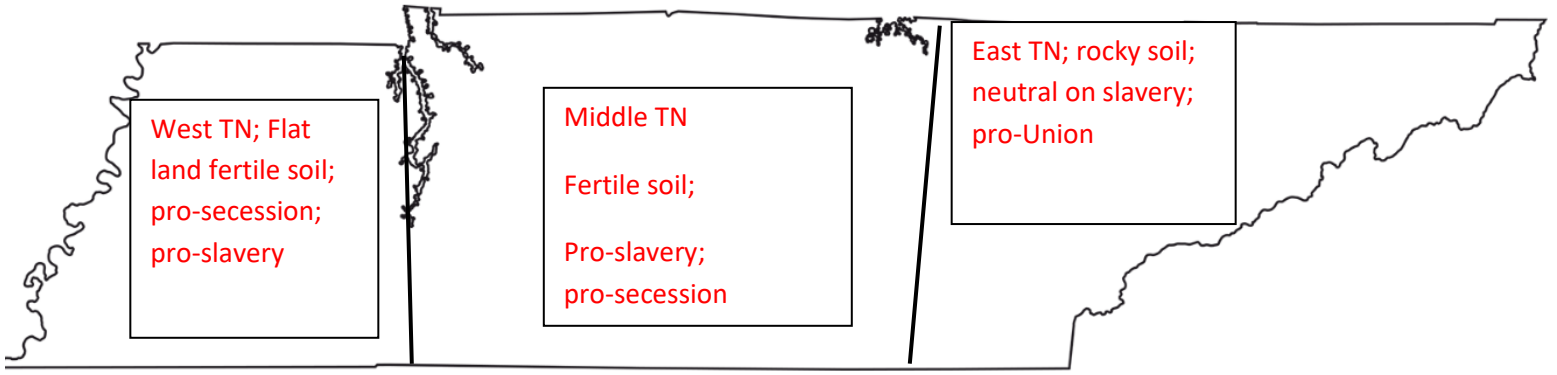 West TN; Flat
land fertile soil;
pro-secession;
pro-slavery
Middle TN
Fertile soil;
Pro-slavery;
pro-secession
East TN; rocky soil;
neutral on slavery;
pro-Union